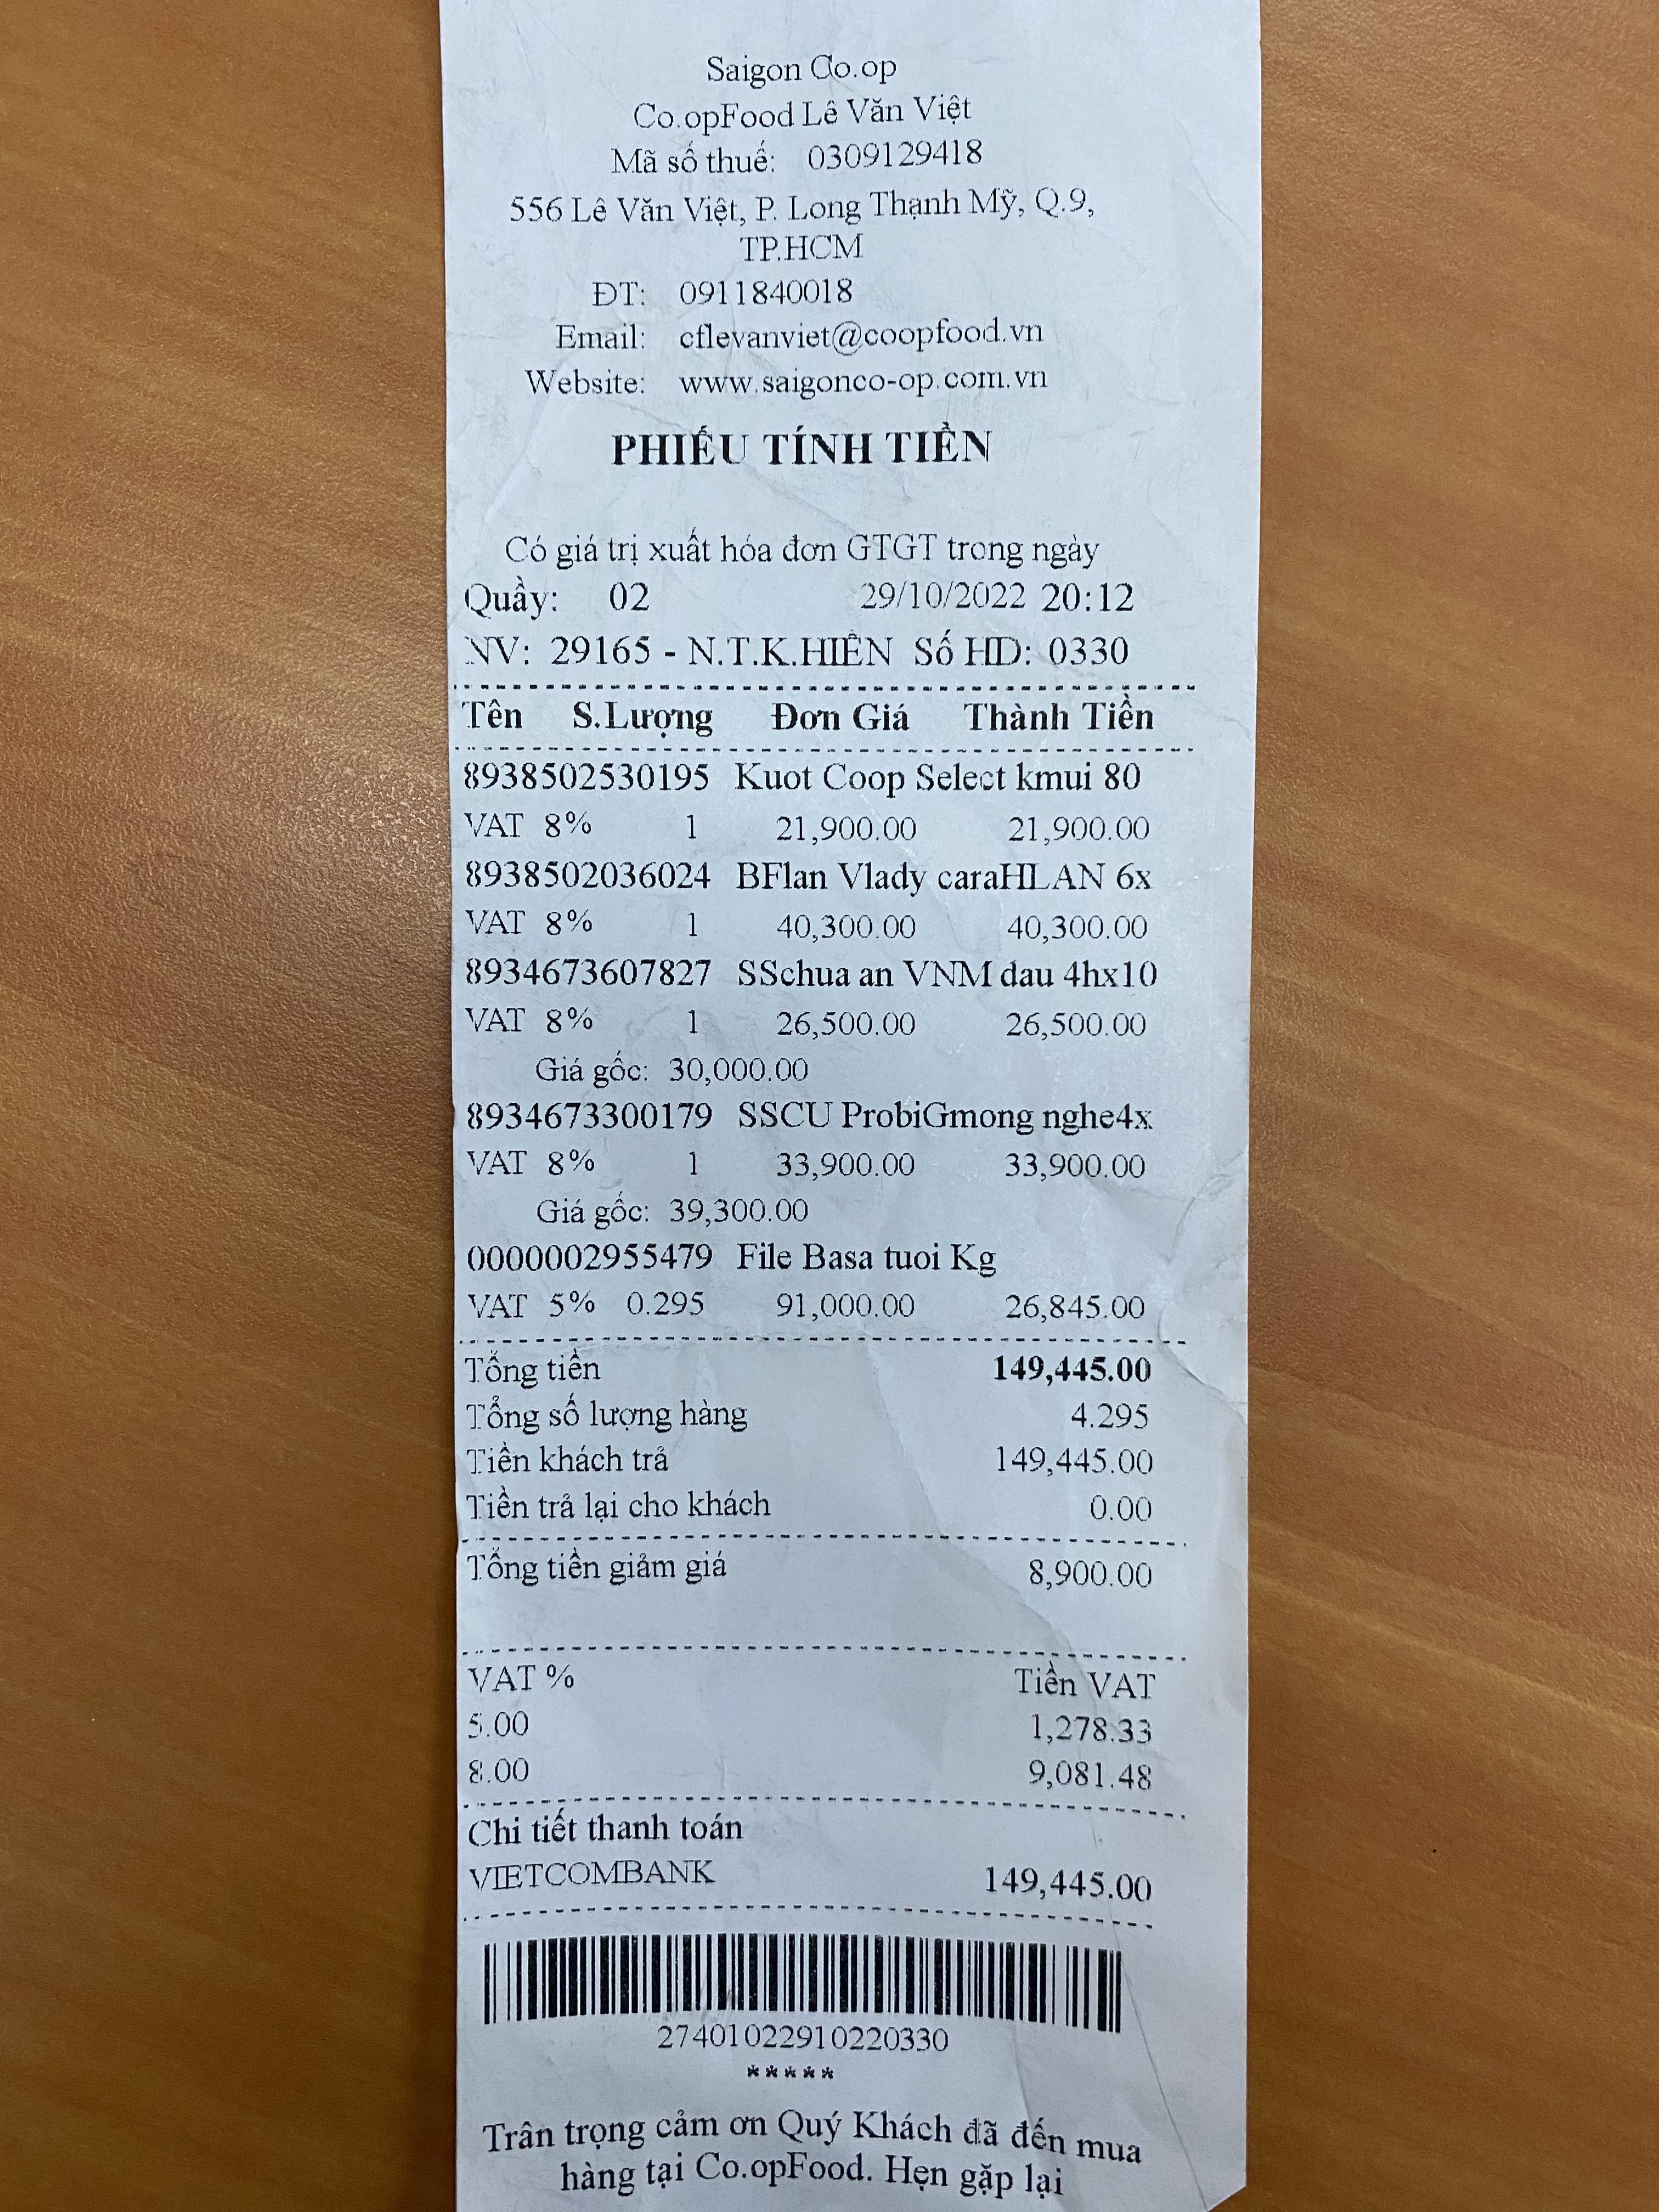 Saigon Co.op
Co.opFood Lê Văn Việt
Mã số thuế: 0309129418
556 Lê Văn Việt, P. Long Thạnh Mỹ, Q.9,
TP.HCM
ĐT: 0911840018
Email: cflevanviet@coopfood.vn
Website: www.saigonco-op.com.vn
PHIẾU TÍNH TIỀN
Có giá trị xuất hóa đơn GTGT trong ngày
Quầy: 02 29/10/2022 20:12
NV: 29165 - N.T.K.HIỀN Số HD: 0330
Tên S.Lượng Đơn Giá Thành Tiền
8938502530195 Kuot Coop Select kmui 80
VAT 8% 1 21,900.00 21,900.00
8938502036024 BFlan Vlady caraHLAN 6x
VAT 8% 1 40,300.00 40,300.00
8934673607827 SSchua an VNM dau 4hx10
VAT 8% 1 26,500.00 26,500.00
Giá gốc: 30,000.00
8934673300179 SSCU ProbiGmong nghe4x
VAT 8% 1 33,900.00 33,900.00
Giá gốc: 39,300.00
0000002955479 File Basa tuoi Kg
VAT 5% 0.295 91,000.00 26,845.00
Tổng tiền 149,445.00
Tổng số lượng hàng 4.295
Tiền khách trả 149,445.00
Tiền trả lại cho khách 0.00
Tổng tiền giảm giá 8,900.00
VAT % Tiền VAT
5.00 1,278.33
8.00 9,081.48
Chi tiết thanh toán
VIETCOMBANK 149,445.00
27401022910220330
*****
Trân trọng cảm ơn Quý Khách đã đến mua
hàng tại Co.opFood. Hẹn gặp lại